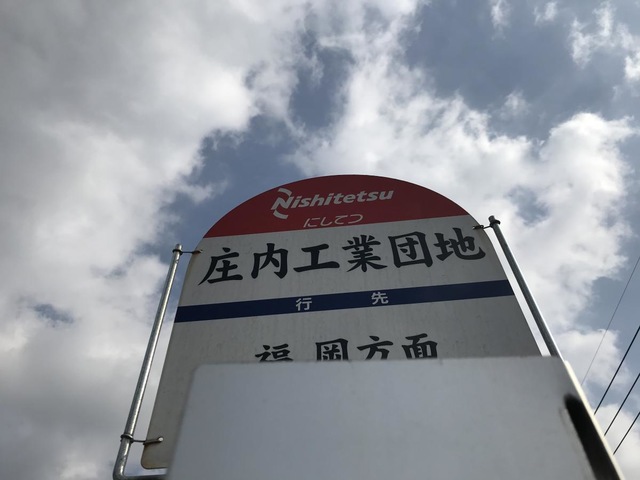 Nishitetsu
にしてつ
庄内工業団地
行先
福岡方面